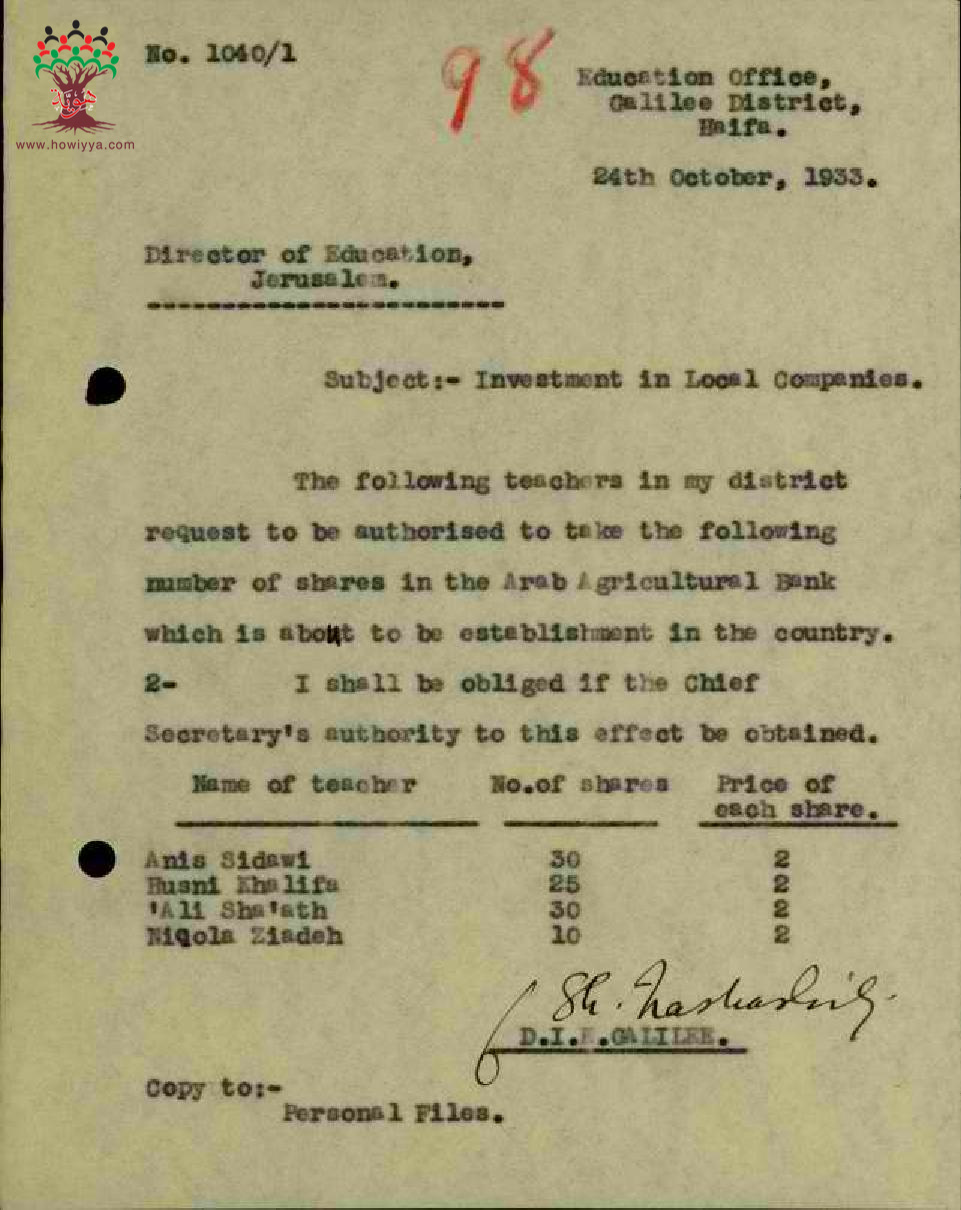 هوية
www.howiyya.com
No. 1040/1
98
Education Office,
Galilee District,
Haifa.
24th October, 1933.
Director of Education,
Jerusalem.
Subject:- Investment in Local Companies.
The following teachers in my district
request to be authorised to take the following
number of shares in the Arab Agricultural Bank
which is about to be establishment in the country.
2- I shall be obliged if the Chief
Secretary's authority to this effect be obtained.
Name of teacher No.of shares Price of
each share.
Anis Sidawi 30 2
Husni Khalifa 25 2
'Ali Sha'ath 30 2
Niqola Ziadeh 10 2
Sh. Nashashibi.
D.I.E.GALILEE.
Copy to:-
Personal Files.